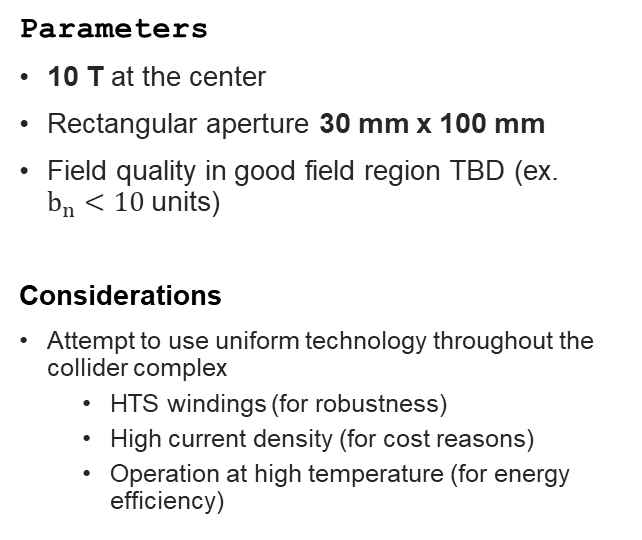 Parameters
• 10 T at the center
• Rectangular aperture 30 mm x 100 mm
• Field quality in good field region TBD (ex.
bn < 10 units)
Considerations
• Attempt to use uniform technology throughout the
collider complex
• HTS windings (for robustness)
• High current density (for cost reasons)
• Operation at high temperature (for energy
efficiency)